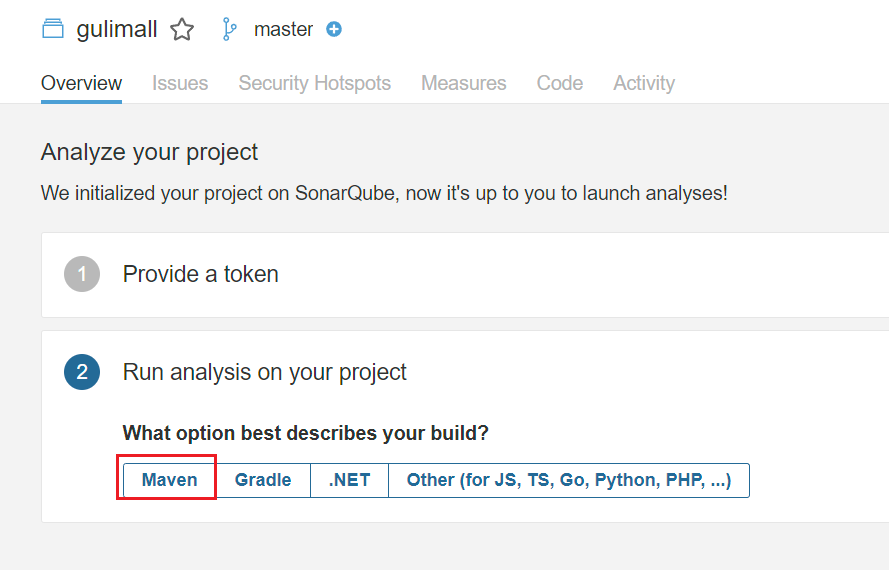 gulimall master
Overview Issues Security Hotspots Measures Code Activity
Analyze your project
We initialized your project on SonarQube, now it's up to you to launch analyses!
1 Provide a token
2 Run analysis on your project
What option best describes your build?
Maven Gradle .NET Other (for JS, TS, Go, Python, PHP, ...)